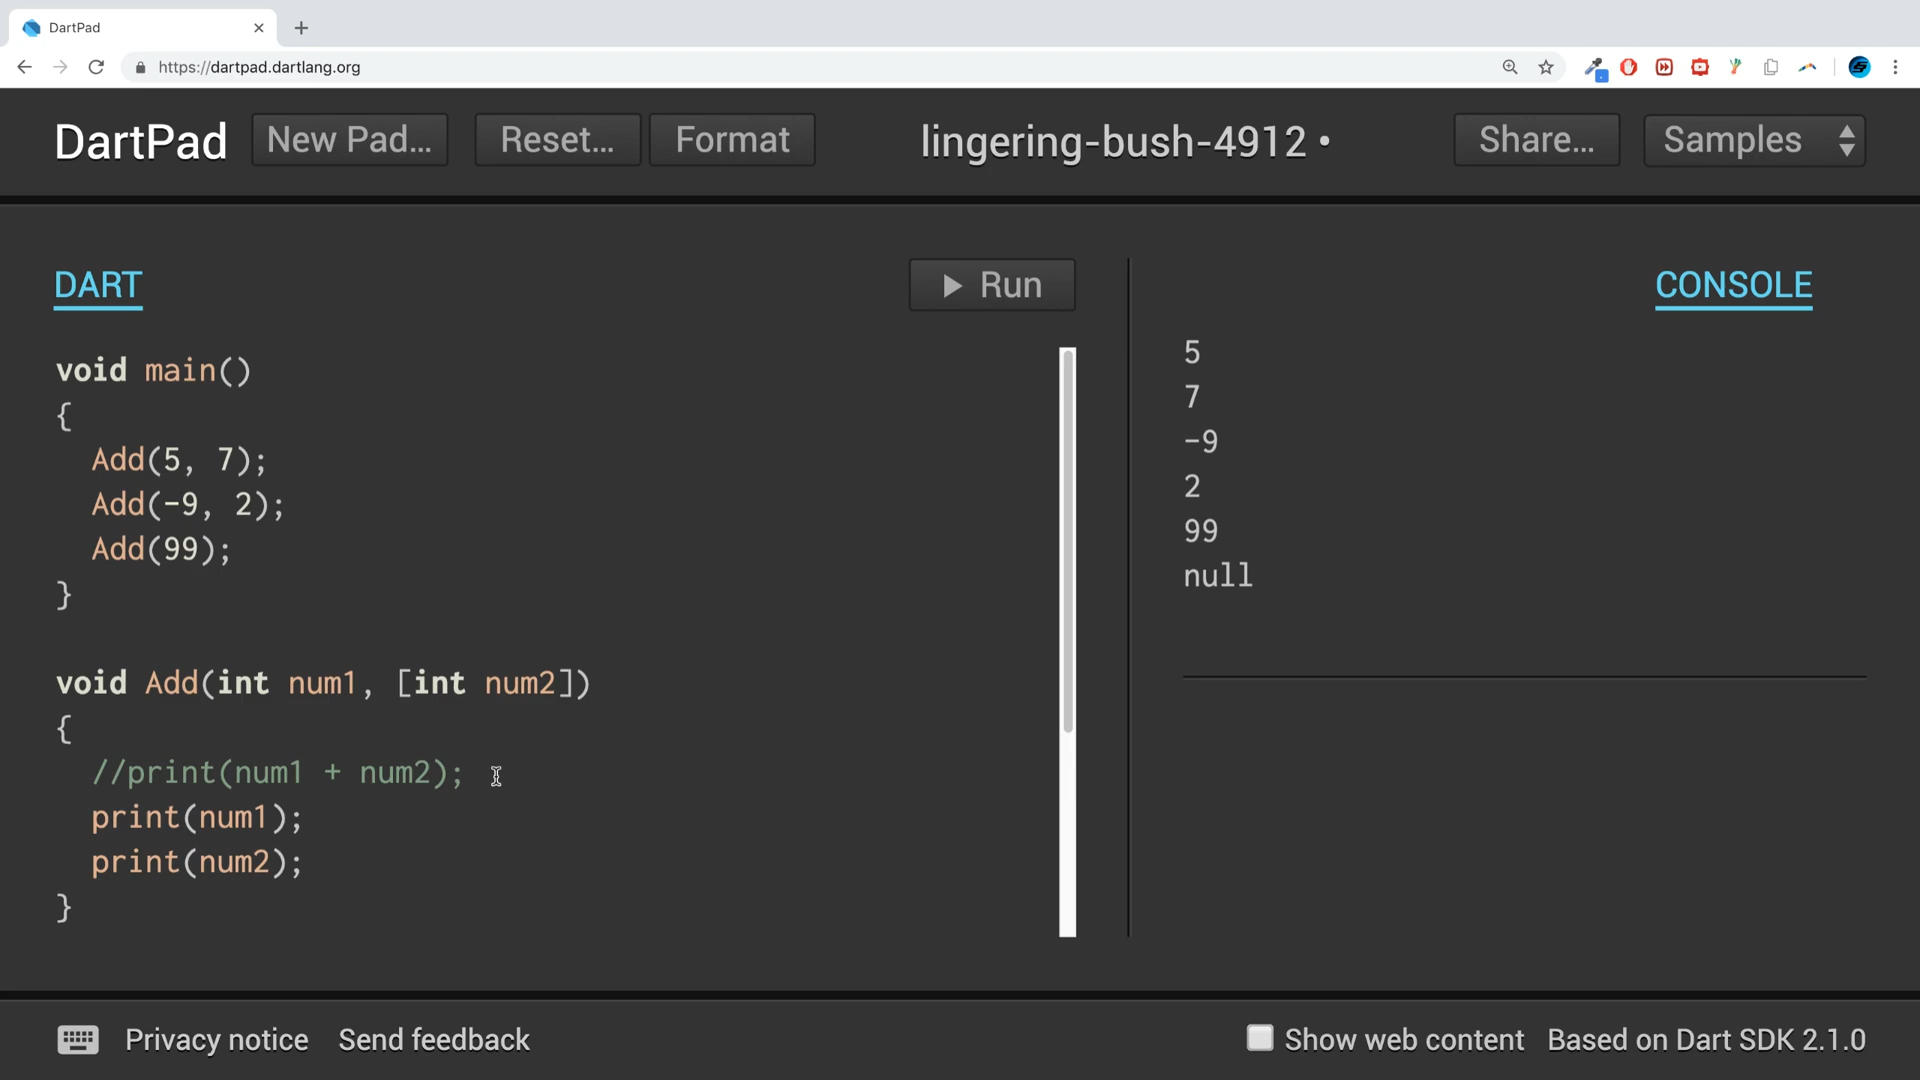 DartPad
https://dartpad.dartlang.org
DartPad
New Pad...
Reset...
Format
lingering-bush-4912 •
Share...
Samples
DART
Run
CONSOLE
void main()
{
  Add(5, 7);
  Add(-9, 2);
  Add(99);
}
void Add(int num1, [int num2])
{
  //print(num1 + num2);
  print(num1);
  print(num2);
}
5
7
-9
2
99
null
Privacy notice
Send feedback
Show web content
Based on Dart SDK 2.1.0